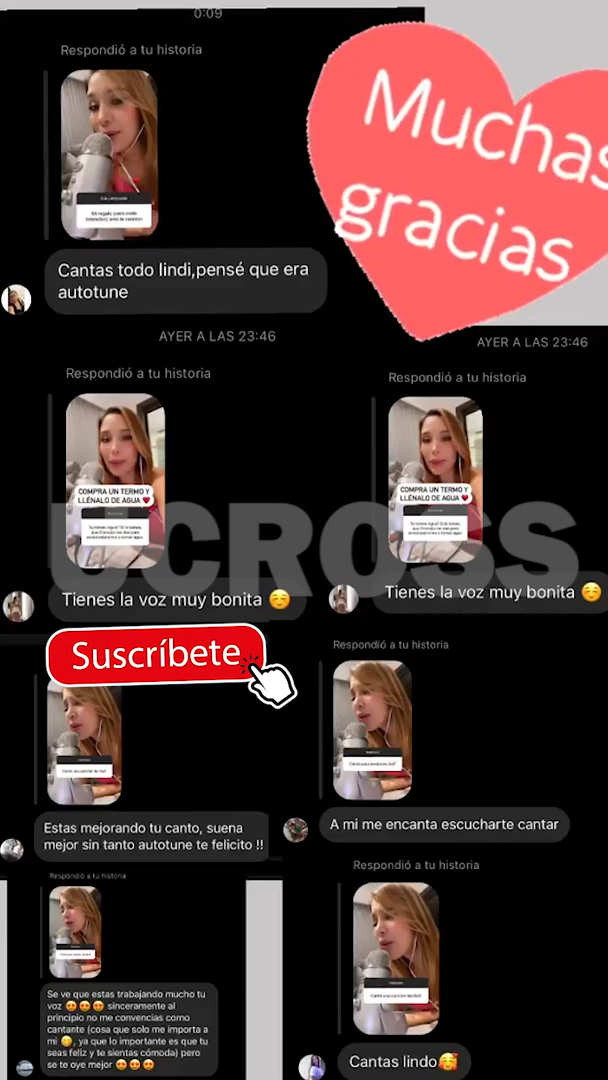 0:09
Respondió a tu historia
Muchas
gracias
Cantas todo lindi,pensé que era
autotune
AYER A LAS 23:46
Respondió a tu historia
COMPRA UN TERMO Y
LLÉNALO DE AGUA
Tienes la voz muy bonita ☺️
AYER A LAS 23:46
Respondió a tu historia
COMPRA UN TERMO Y
LLÉNALO DE AGUA
Tienes la voz muy bonita ☺️
UCROSS
Suscríbete
Estas mejorando tu canto, suena
mejor sin tanto autotune te felicito !!
Respondió a tu historia
A mi me encanta escucharte cantar
Respondió a tu historia
Se ve que estas trabajando mucho tu
voz 😍😍😍 sinceramente al
principio no me convencias como
cantante (cosa que solo me importa a
mi 😋, ya que lo importante es que tu
seas feliz y te sientas cómoda) pero
se te oye mejor 😍😍😍
Respondió a tu historia
Cantas lindo🥰